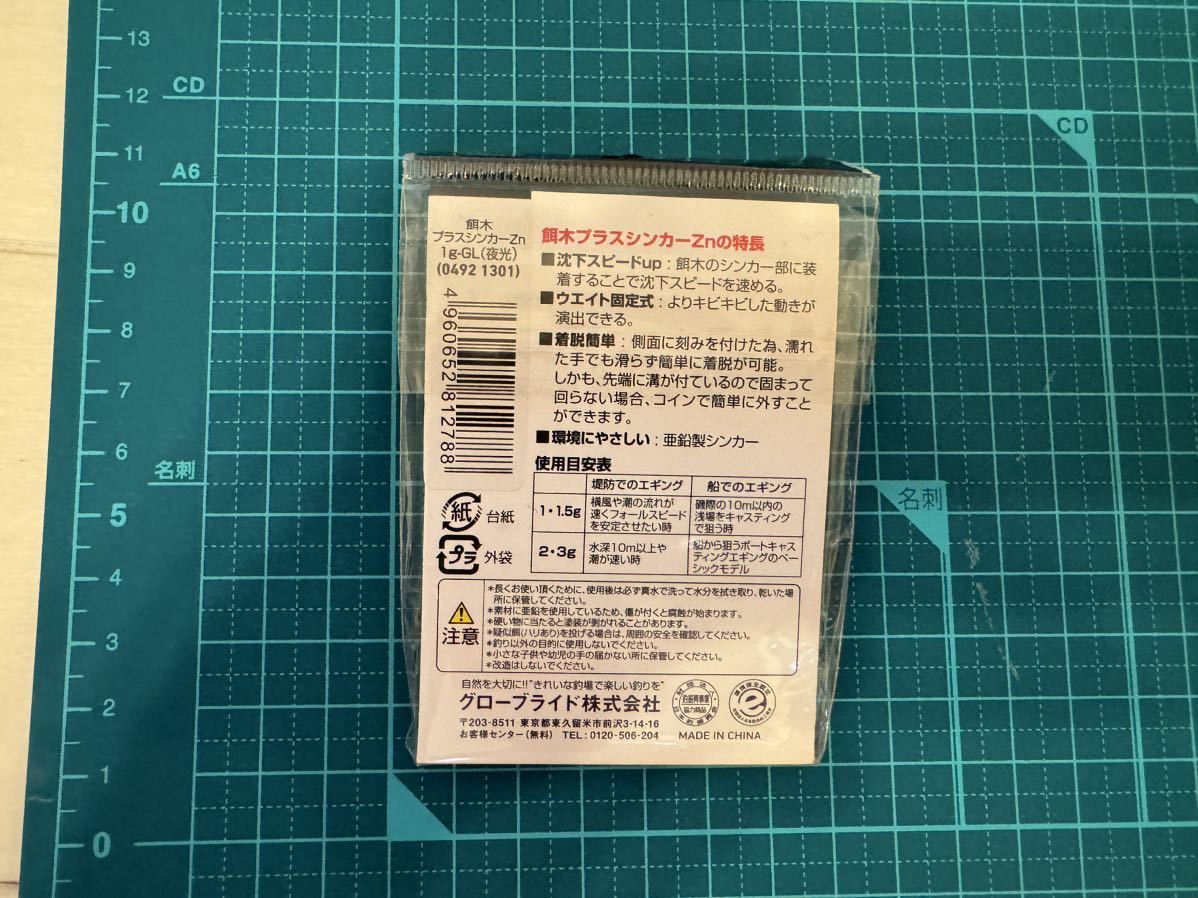 13
CD
12
11
A6
10
9
8
7
6
名刺
5
4
3
2
1
0
CD
名刺
餌木
プラスシンカーZn
1g-GL(夜光)
(0492 1301)
4960652812788
紙 台紙
プラ 外袋
餌木プラスシンカーZnの特長
■沈下スピードup：餌木のシンカー部に装
着することで沈下スピードを速める。
■ウエイト固定式：よりキビキビした動きが
演出できる。
■着脱簡単：側面に刻みを付けた為、濡れ
た手でも滑らず簡単に着脱が可能。
しかも、先端に溝が付ているので固まって
回らない場合、コインで簡単に外すこと
ができます。
■環境にやさしい：亜鉛製シンカー
使用目安表
堤防でのエギング 船でのエギング
1・1.5g 横風や潮の流れが 磯際の10m以内の
速くフォールスピード 浅場をキャスティング
を安定させたい時 で狙う時
2・3g 水深10m以上や 船から狙うボートキャス
潮が速い時 ティングエギングのベー
シックモデル
注意
*長くお使い頂くために、使用後は必ず真水で洗って水分を拭き取り、乾いた場
所に保管してください。
*素材に亜鉛を使用しているため、傷が付くと腐蝕が始まります。
*硬い物に当たると塗装が剥がれることがあります。
*疑似餌(ハリあり)を投げる場合は、周囲の安全を確認してください。
*釣り以外の目的に使用しないでください。
*小さな子供や幼児の手の届かない所に保管してください。
*改造はしないでください。
自然を大切に!!"きれいな釣場で楽しい釣りを"
グローブライド株式会社
〒203-8511 東京都東久留米市前沢3-14-16
お客様センター(無料) TEL:0120-506-204
MADE IN CHINA